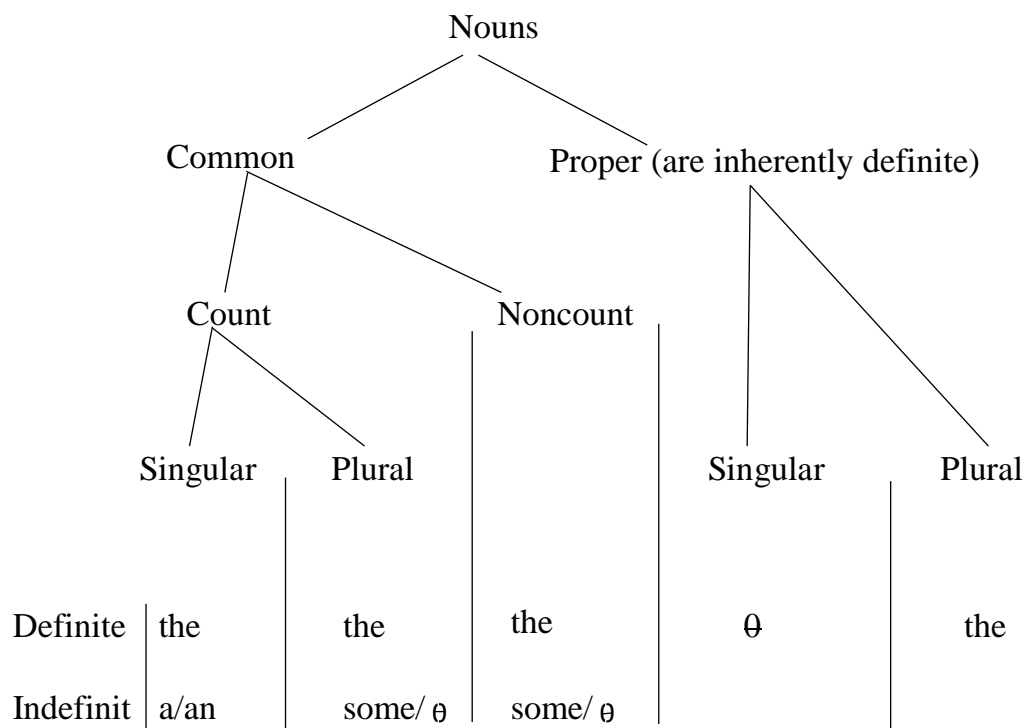 Nouns
Common Proper (are inherently definite)
Count Noncount
Singular Plural Singular Plural
Definite the the the θ the
Indefinit a/an some/ θ some/ θ